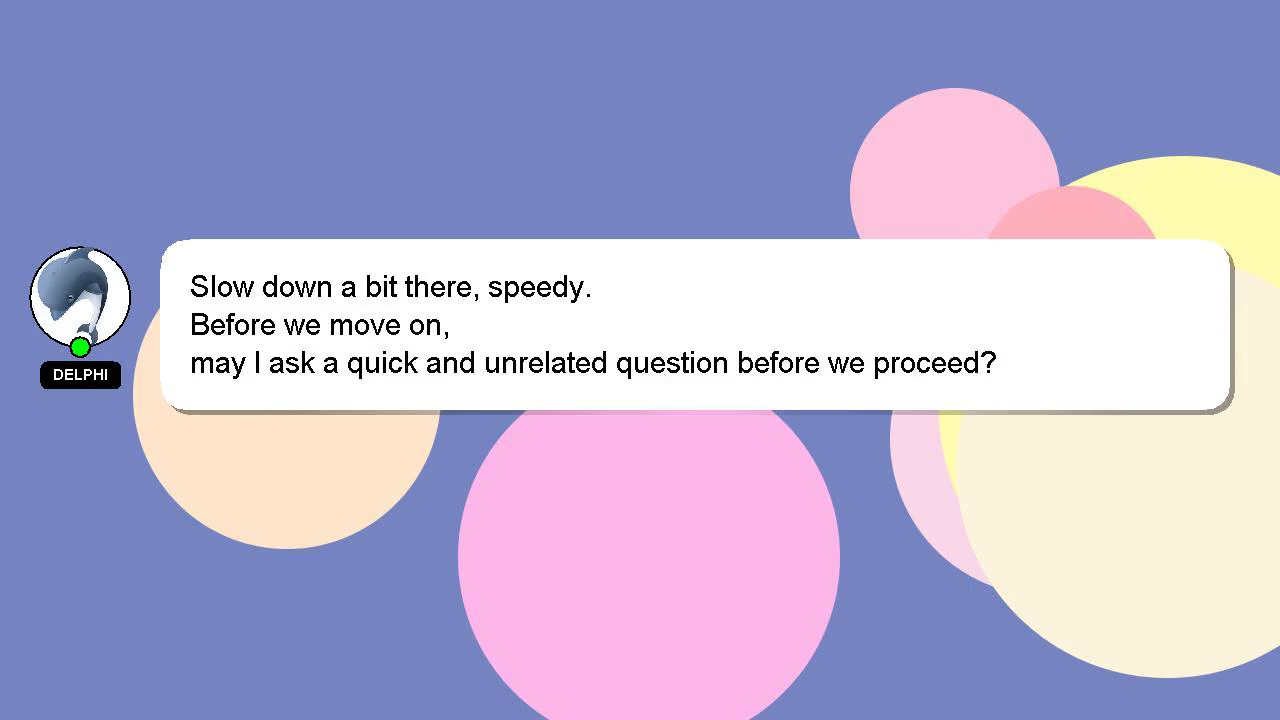 Slow down a bit there, speedy.
Before we move on,
may I ask a quick and unrelated question before we proceed?
DELPHI